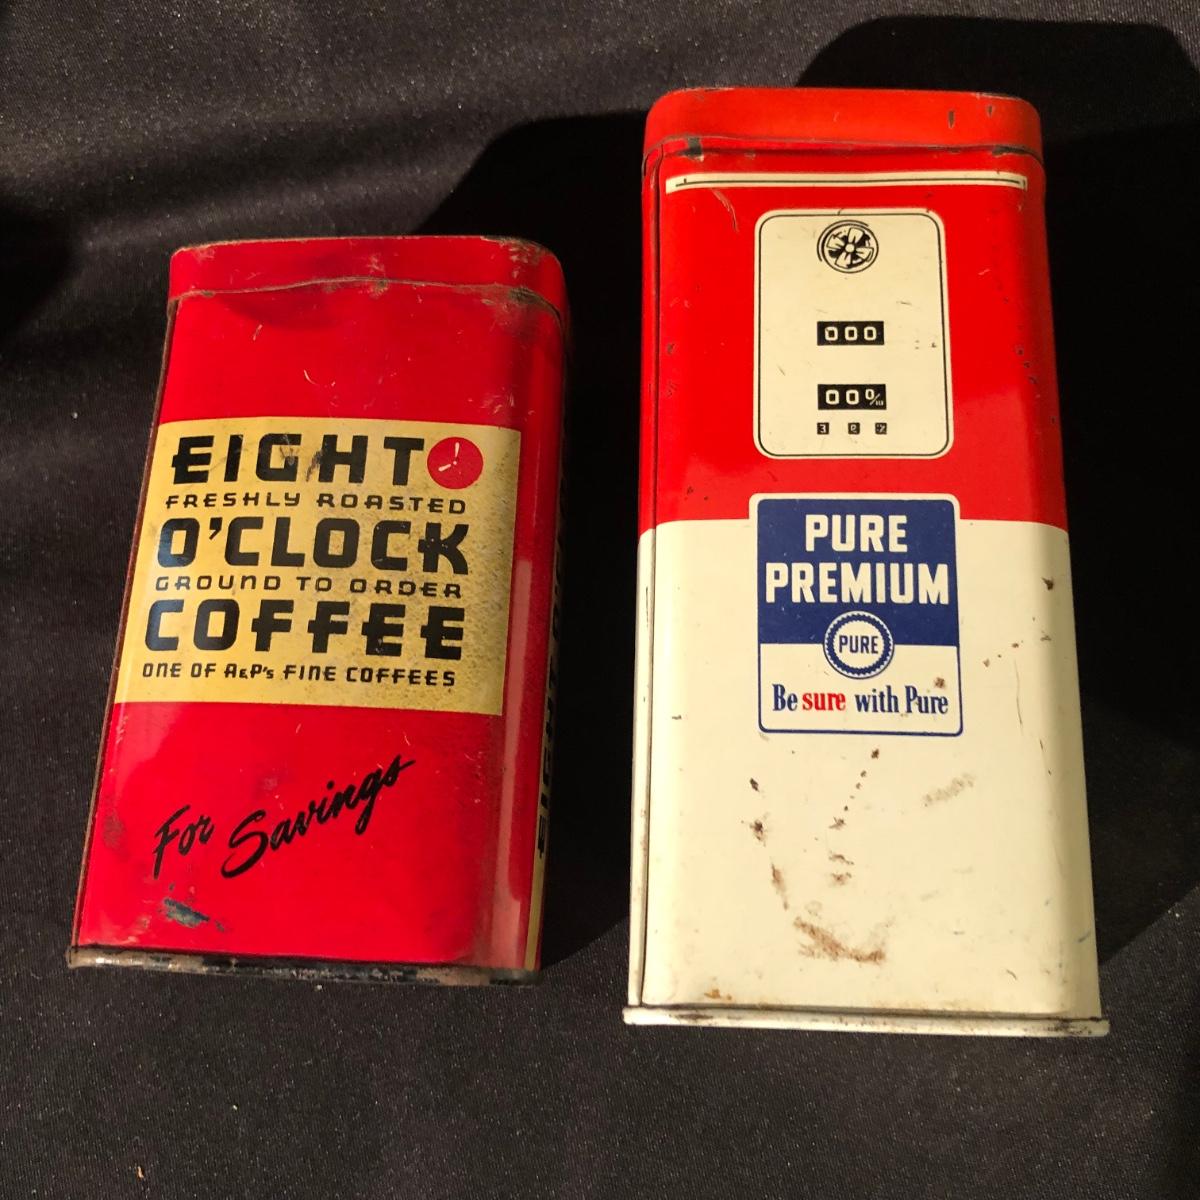 EIGHT
FRESHLY ROASTED
O'CLOCK
GROUND TO ORDER
COFFEE
ONE OF A&P's FINE COFFEES
For Savings
000
00%
PURE
PREMIUM
PURE
Be sure with Pure